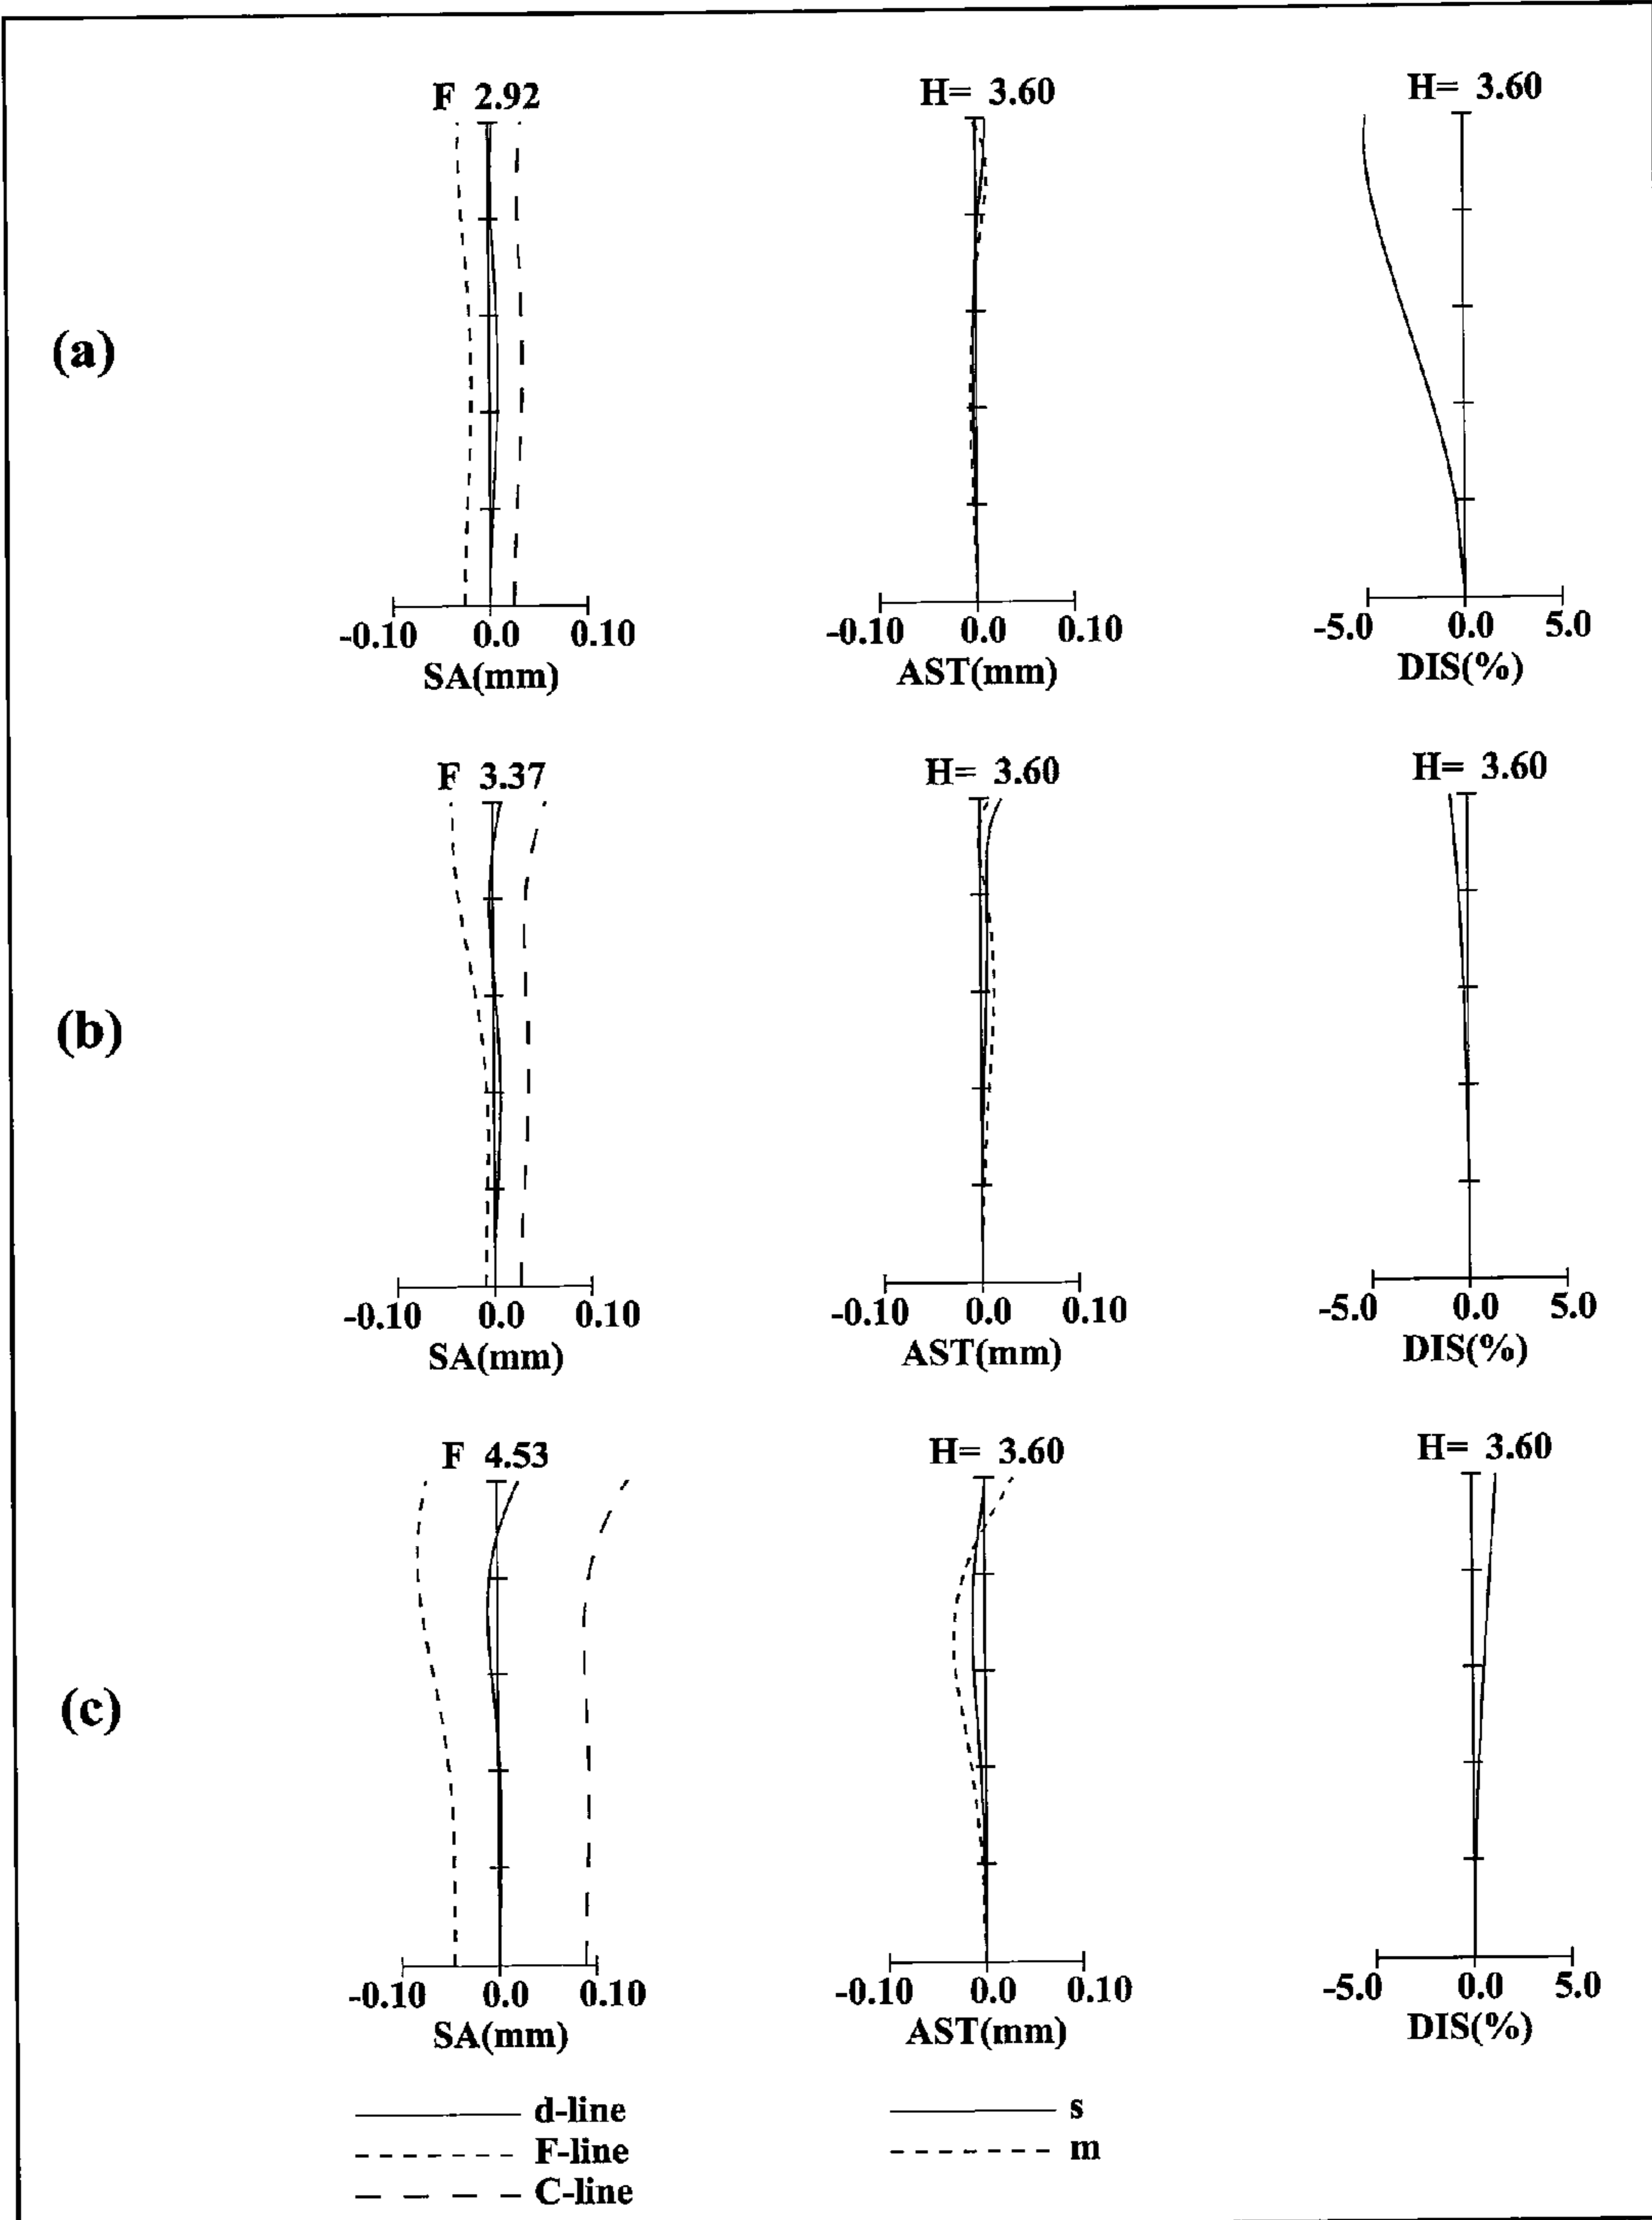 F 2.92 H= 3.60 H= 3.60
(a)
-0.10 0.0 0.10 -0.10 0.0 0.10 -5.0 0.0 5.0
SA(mm) AST(mm) DIS(%)
F 3.37 H= 3.60 H= 3.60
(b)
-0.10 0.0 0.10 -0.10 0.0 0.10 -5.0 0.0 5.0
SA(mm) AST(mm) DIS(%)
F 4.53 H= 3.60 H= 3.60
(c)
-0.10 0.0 0.10 -0.10 0.0 0.10 -5.0 0.0 5.0
SA(mm) AST(mm) DIS(%)
d-line s
F-line m
C-line